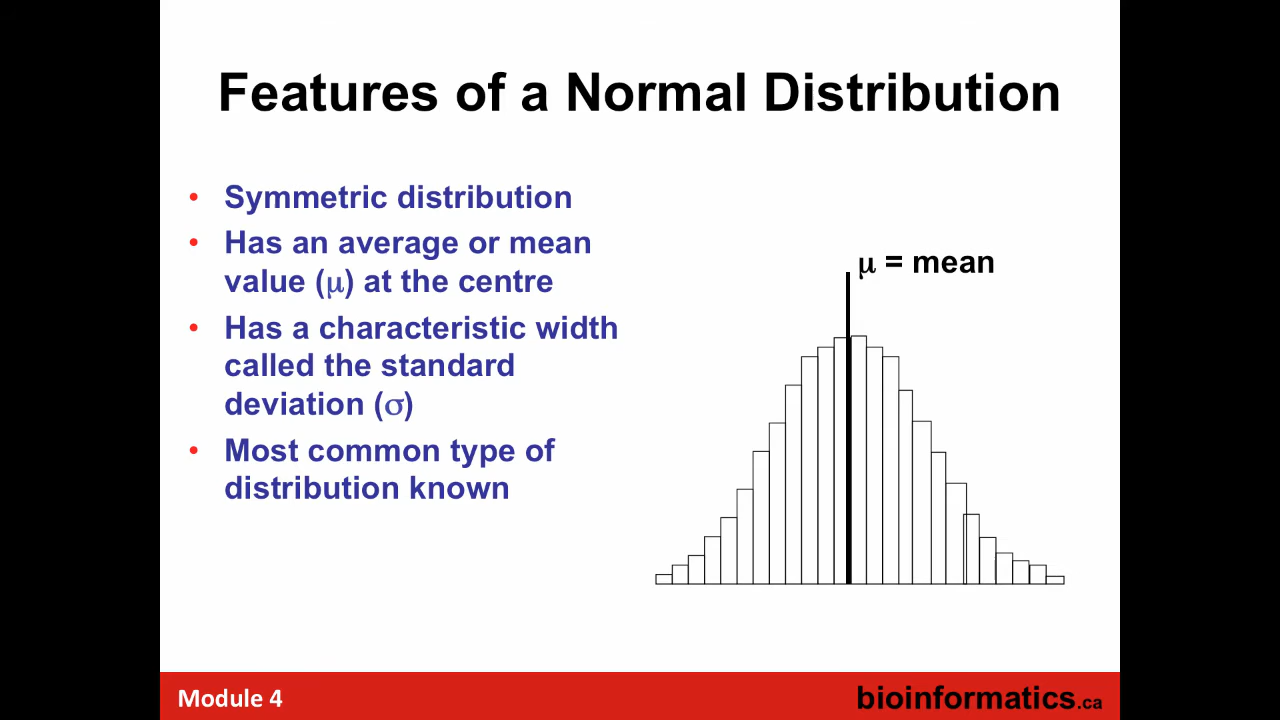 Features of a Normal Distribution
• Symmetric distribution
• Has an average or mean
value (μ) at the centre
• Has a characteristic width
called the standard
deviation (σ)
• Most common type of
distribution known
μ = mean
Module 4
bioinformatics.ca